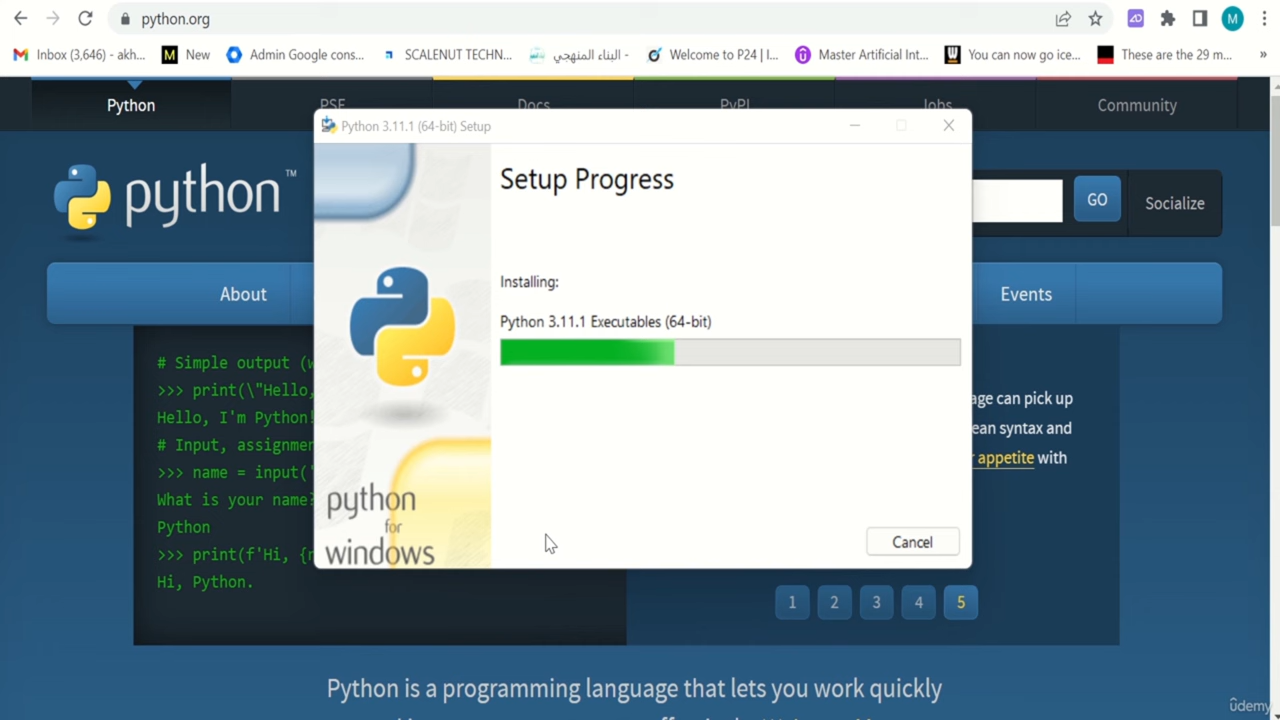 python.org
M
Inbox (3,646) - akh...
M New
Admin Google cons...
SCALENUT TECHN...
البناء المنهجي - ...
Welcome to P24 | I...
Master Artificial Int...
You can now go ice...
These are the 29 m...
»
Python
PSF
Docs
PyPI
Jobs
Community
Python 3.11.1 (64-bit) Setup
python™
GO
Socialize
Setup Progress
About
Events
Installing:
Python 3.11.1 Executables (64-bit)
# Simple output (w
>>> print(\"Hello,
Hello, I'm Python!
# Input, assignmen
>>> name = input('
What is your name?
Python
>>> print(f'Hi, {n
Hi, Python.
age can pick up
ean syntax and
appetite with
python
for
windows
Cancel
1 2 3 4 5
Python is a programming language that lets you work quickly
ûdemy